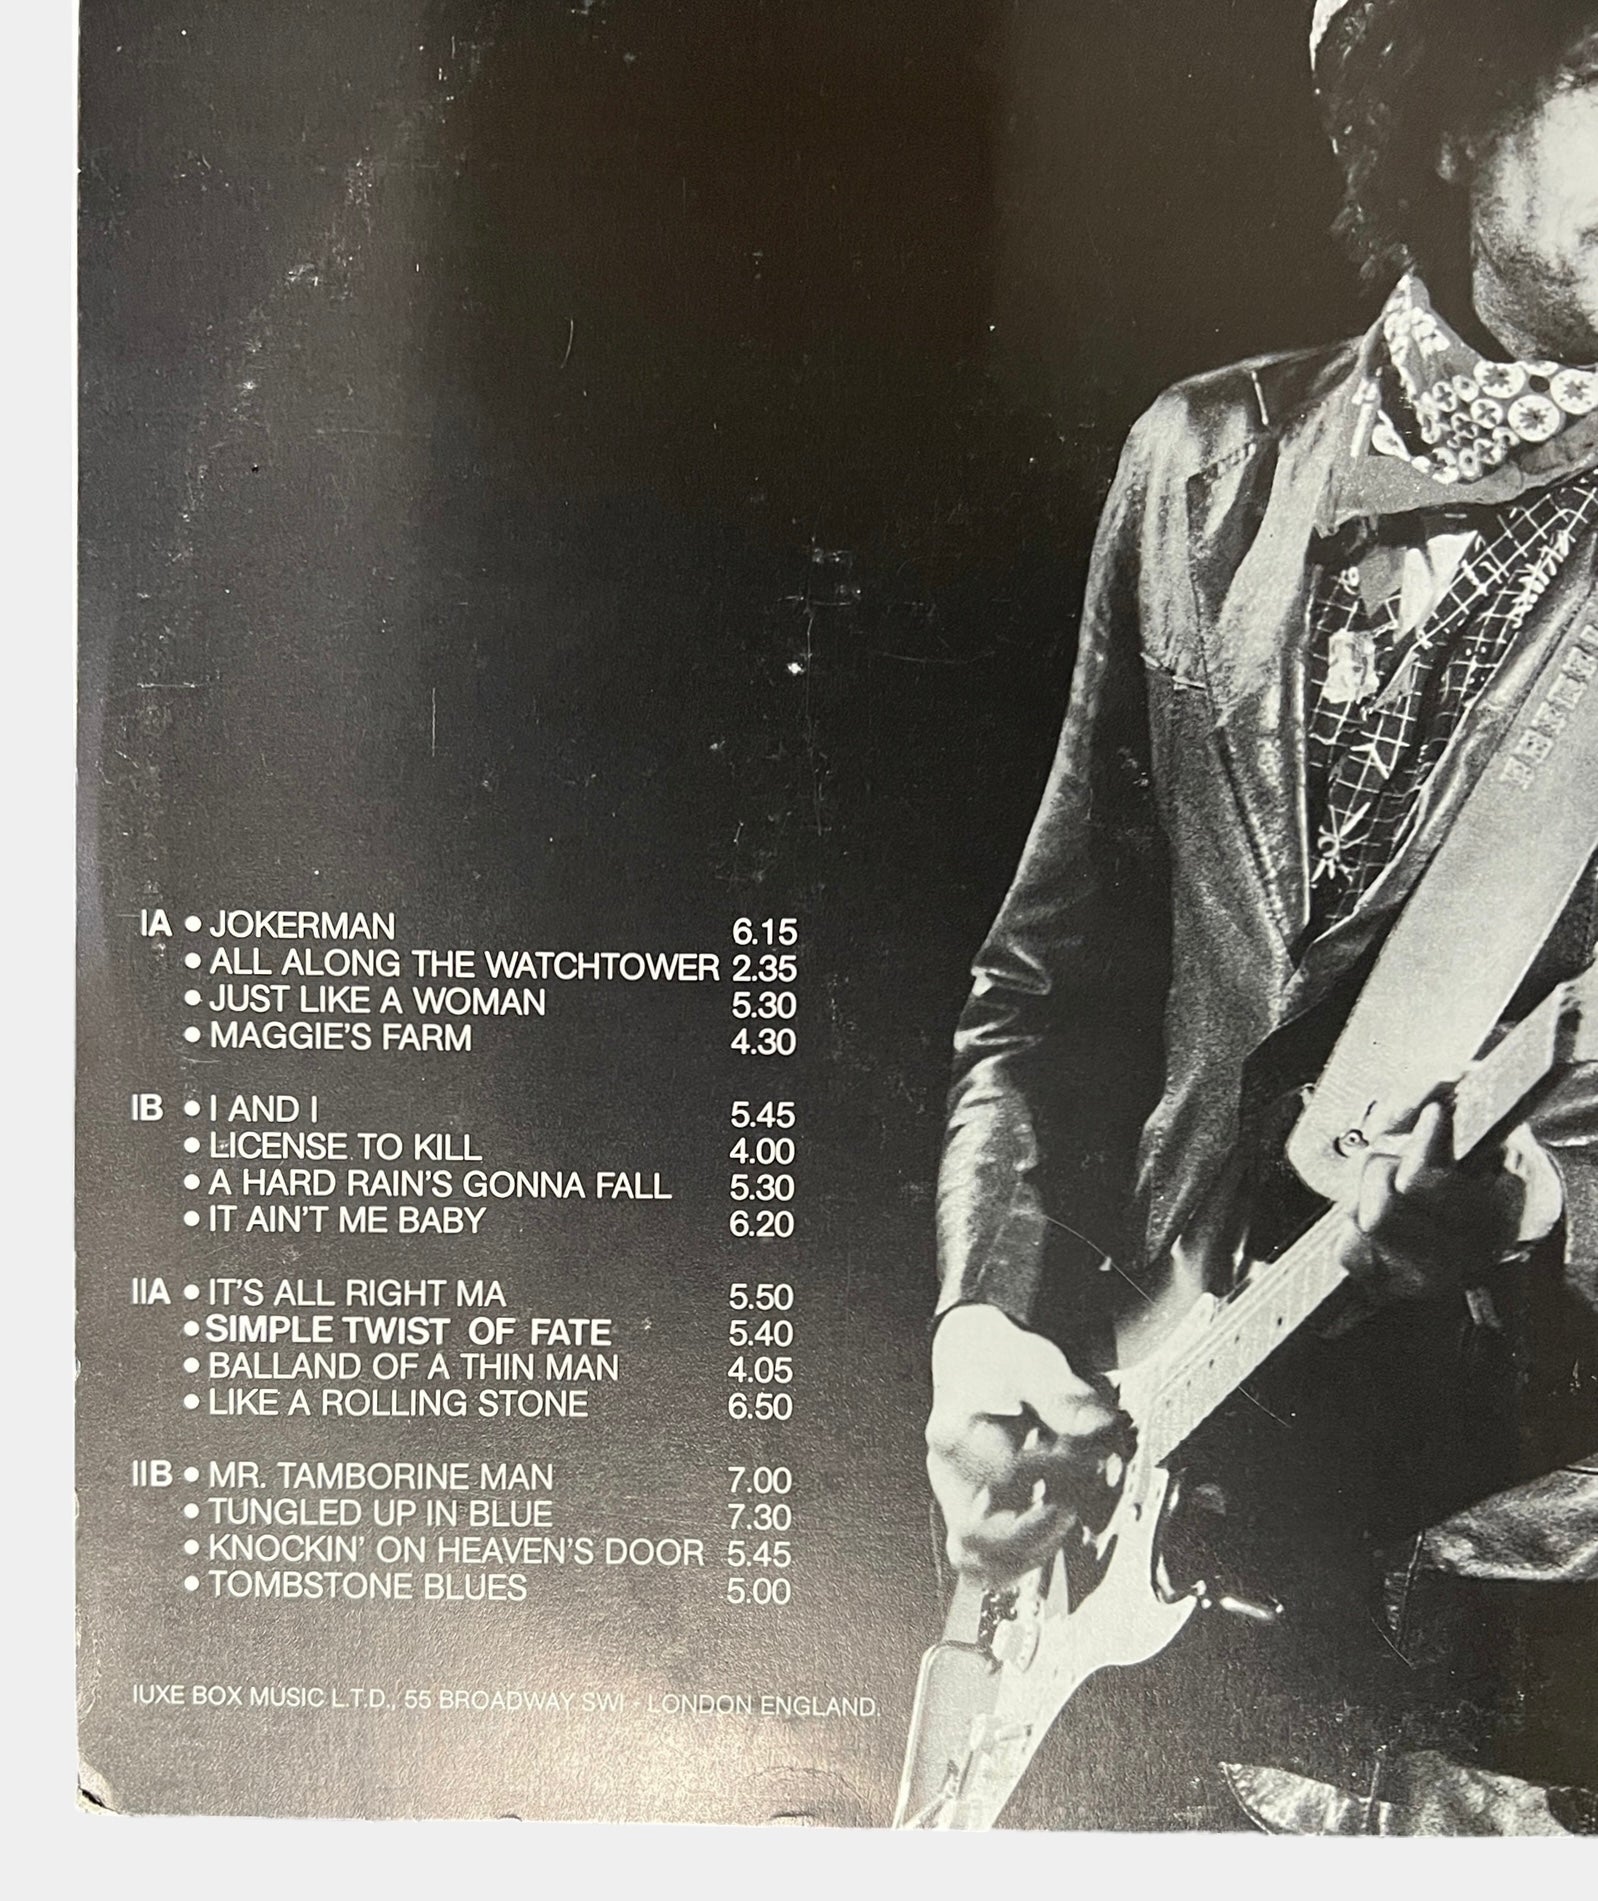 IA • JOKERMAN 6.15
• ALL ALONG THE WATCHTOWER 2.35
• JUST LIKE A WOMAN 5.30
• MAGGIE'S FARM 4.30
IB • I AND I 5.45
• LICENSE TO KILL 4.00
• A HARD RAIN'S GONNA FALL 5.30
• IT AIN'T ME BABY 6.20
IIA • IT'S ALL RIGHT MA 5.50
• SIMPLE TWIST OF FATE 5.40
• BALLAND OF A THIN MAN 4.05
• LIKE A ROLLING STONE 6.50
IIB • MR. TAMBORINE MAN 7.00
• TUNGLED UP IN BLUE 7.30
• KNOCKIN' ON HEAVEN'S DOOR 5.45
• TOMBSTONE BLUES 5.00
IUXE BOX MUSIC L.T.D., 55 BROADWAY SWI - LONDON ENGLAND.